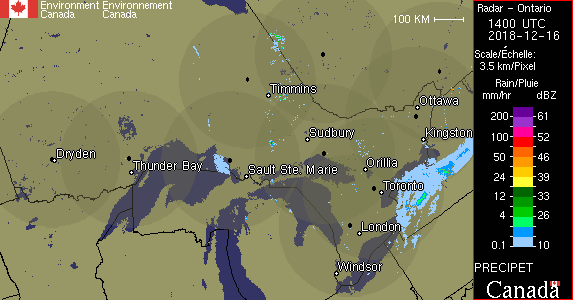 Environment Environnement
Canada Canada
100 KM
Timmins
Ottawa
Sudbury
Kingston
Dryden
Thunder Bay
Sault Ste. Marie
Orillia
Toronto
London
Windsor
Radar - Ontario
1400 UTC
2018-12-16
Scale/Échelle:
3.5 km/Pixel
Rain/Pluie
mm/hr dBZ
200 61
100 52
50 46
24 39
12 33
4 26
2 20
0.1 10
PRECIPET
Canada